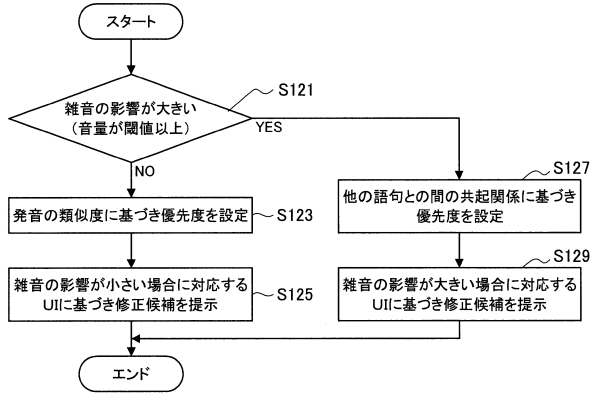 スタート
雑音の影響が大きい
（音量が閾値以上）
S121
YES
NO
発音の類似度に基づき優先度を設定
S123
他の語句との間の共起関係に基づき
優先度を設定
S127
雑音の影響が小さい場合に対応する
UIに基づき修正候補を提示
S125
雑音の影響が大きい場合に対応する
UIに基づき修正候補を提示
S129
エンド